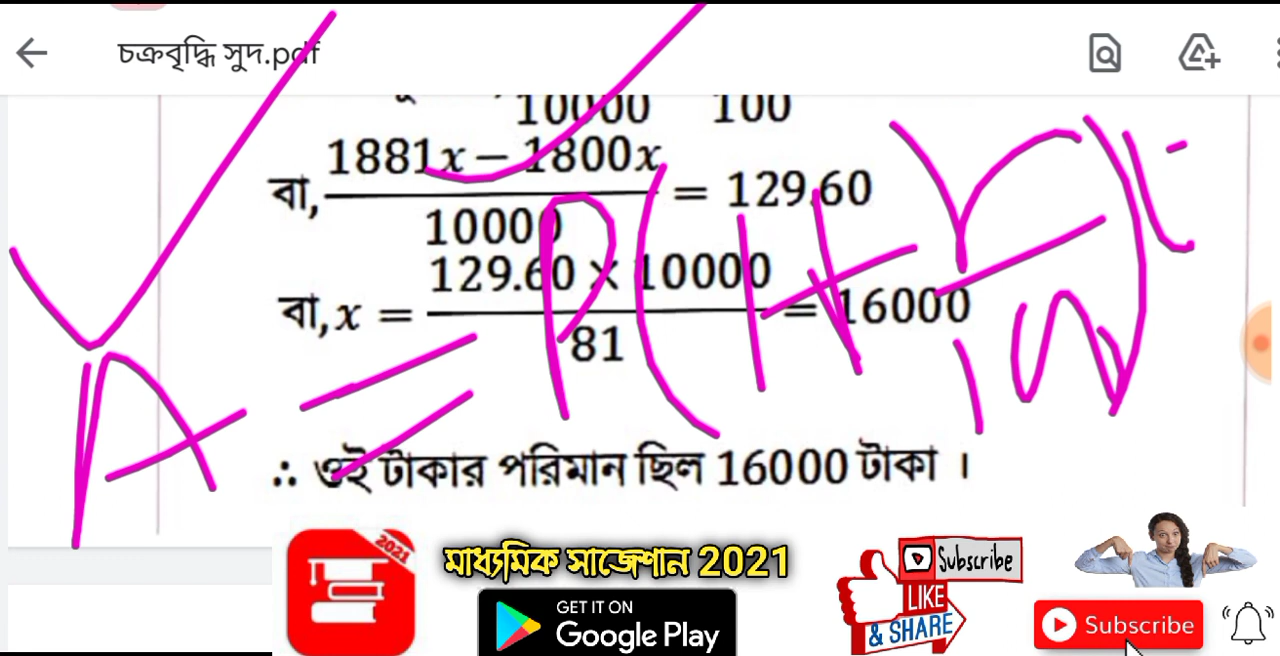 চক্রবৃদ্ধি সুদ.pdf
10000 100
1881x − 1800x
বা, = 129.60
10000
129.60 × 10000
বা, x = = 16000
81
A = P(1+ r
100
)t
∴ ওই টাকার পরিমান ছিল 16000 টাকা ।
2021
মাধ্যমিক সাজেশান 2021
GET IT ON
Google Play
Subscribe
LIKE
& SHARE
Subscribe